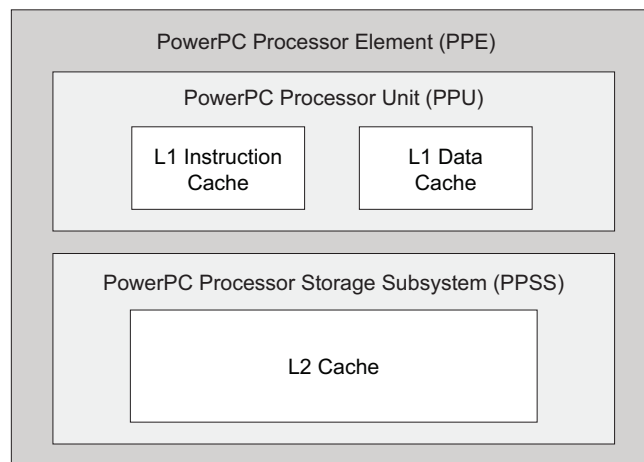 PowerPC Processor Element (PPE)
PowerPC Processor Unit (PPU)
L1 Instruction
Cache
L1 Data
Cache
PowerPC Processor Storage Subsystem (PPSS)
L2 Cache